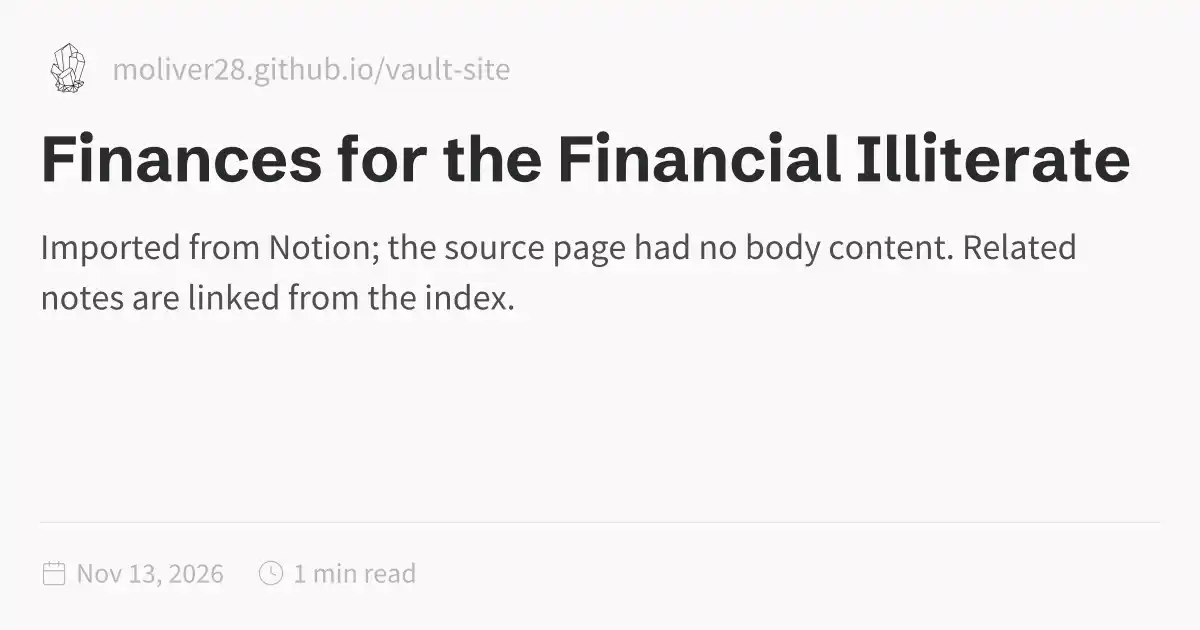 moliver28.github.io/vault-site
Finances for the Financial Illiterate
Imported from Notion; the source page had no body content. Related
notes are linked from the index.
Nov 13, 2026 1 min read